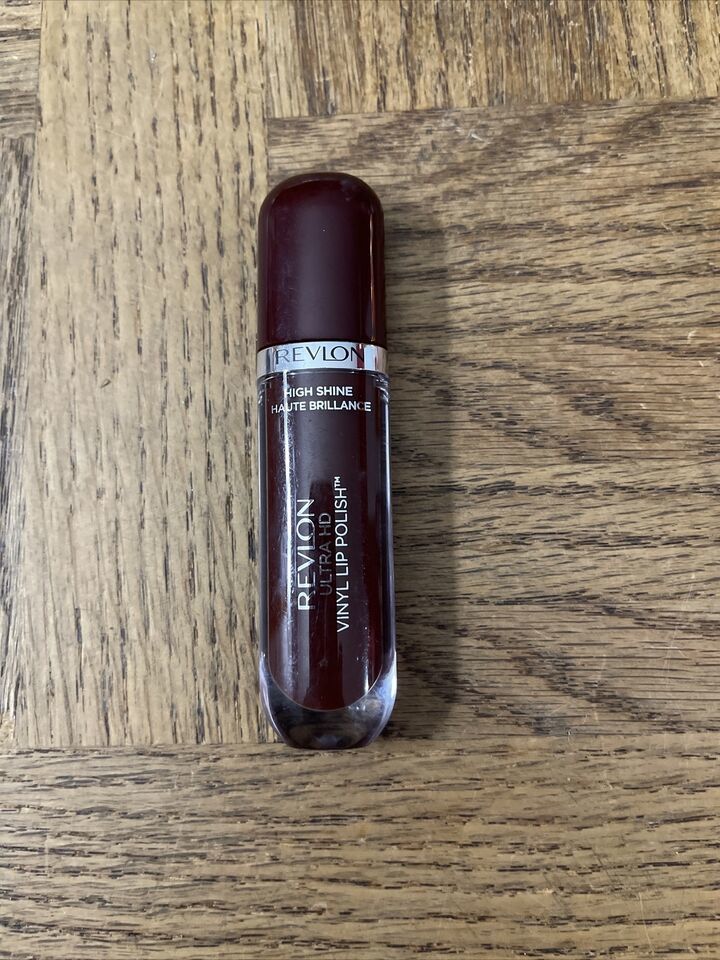 REVLON
HIGH SHINE
HAUTE BRILLANCE
REVLON
ULTRA HD
VINYL LIP POLISH™